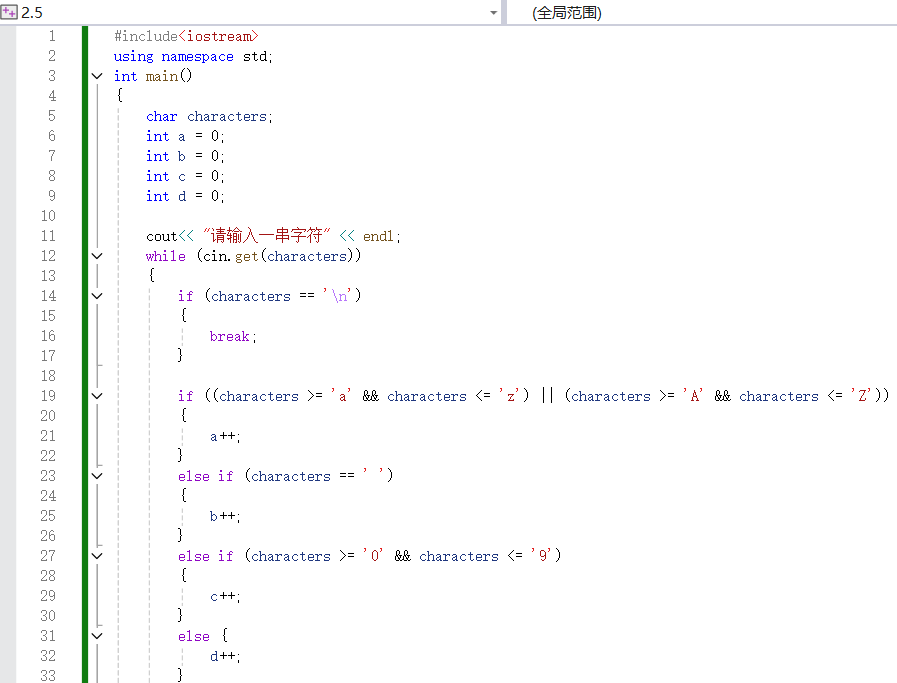 2.5 (全局范围)
1 #include<iostream>
2 using namespace std;
3 int main()
4 {
5 char characters;
6 int a = 0;
7 int b = 0;
8 int c = 0;
9 int d = 0;
10
11 cout<< "请输入一串字符" << endl;
12 while (cin.get(characters))
13 {
14 if (characters == '\n')
15 {
16 break;
17 }
18
19 if ((characters >= 'a' && characters <= 'z') || (characters >= 'A' && characters <= 'Z'))
20 {
21 a++;
22 }
23 else if (characters == ' ')
24 {
25 b++;
26 }
27 else if (characters >= '0' && characters <= '9')
28 {
29 c++;
30 }
31 else {
32 d++;
33 }